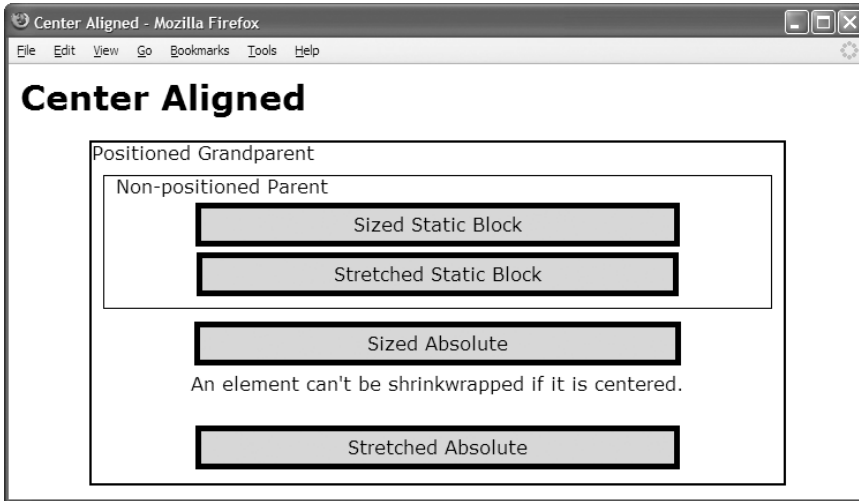 Center Aligned - Mozilla Firefox
File Edit View Go Bookmarks Tools Help
Center Aligned
Positioned Grandparent
Non-positioned Parent
Sized Static Block
Stretched Static Block
Sized Absolute
An element can't be shrinkwrapped if it is centered.
Stretched Absolute